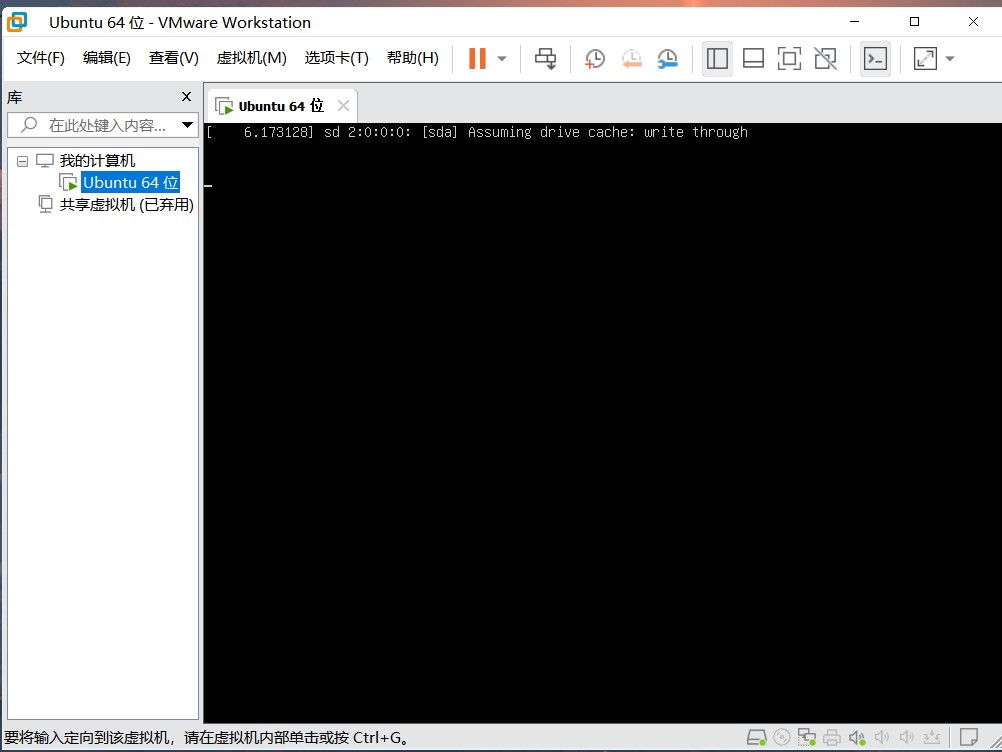 Ubuntu 64 位 - VMware Workstation
文件(F) 编辑(E) 查看(V) 虚拟机(M) 选项卡(T) 帮助(H)
库
Ubuntu 64 位
在此处键入内容...
[    6.173128] sd 2:0:0:0: [sda] Assuming drive cache: write through
我的计算机
Ubuntu 64 位
共享虚拟机 (已弃用)
要将输入定向到该虚拟机，请在虚拟机内部单击或按 Ctrl+G。